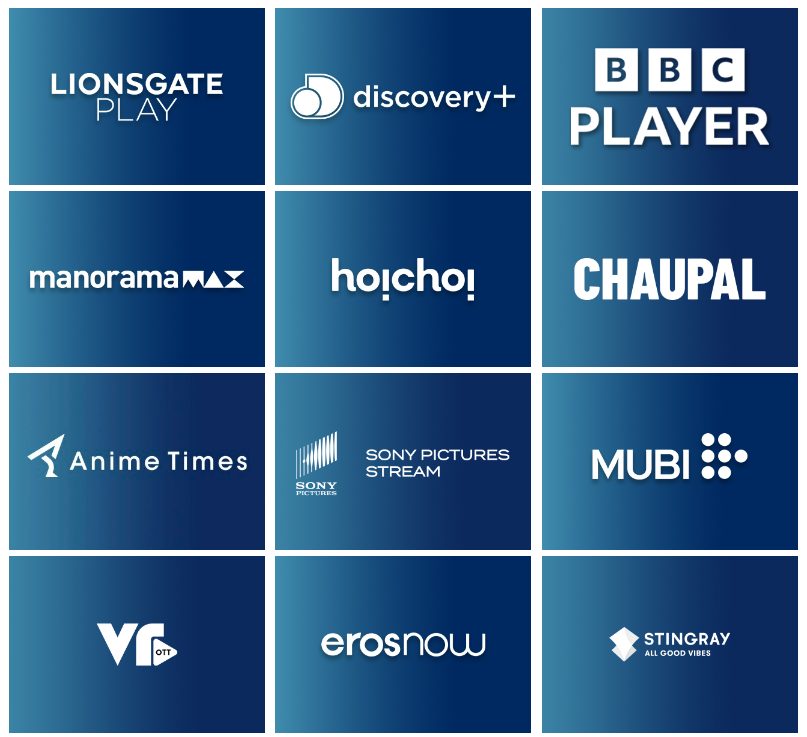 LIONSGATE
PLAY
discovery+
BBC
PLAYER
manoramaMAX
hoichoi
CHAUPAL
Anime Times
SONY
PICTURES
SONY PICTURES
STREAM
MUBI
vr
OTT
erosnow
STINGRAY
ALL GOOD VIBES